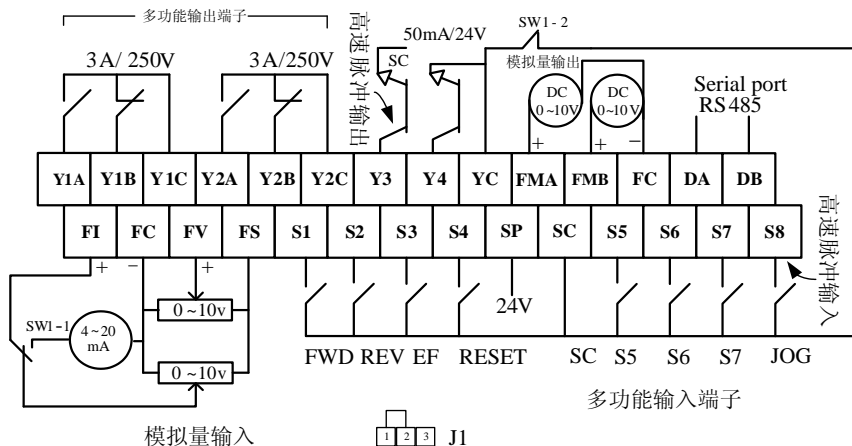 多功能输出端子
3A/250V
3A/250V
高速脉冲输出
SC
50mA/24V
SW1-2
模拟量输出
DC
0~10V
DC
0~10V
Serial port
RS485
+
+
−
Y1A Y1B Y1C Y2A Y2B Y2C Y3 Y4 YC FMA FMB FC DA DB
FI FC FV FS S1 S2 S3 S4 SP SC S5 S6 S7 S8
高速脉冲输入
+
−
+
24V
0~10v
SW1-1
4~20
mA
0~10v
FWD REV EF RESET SC S5 S6 S7 JOG
多功能输入端子
模拟量输入
1 2 3 J1